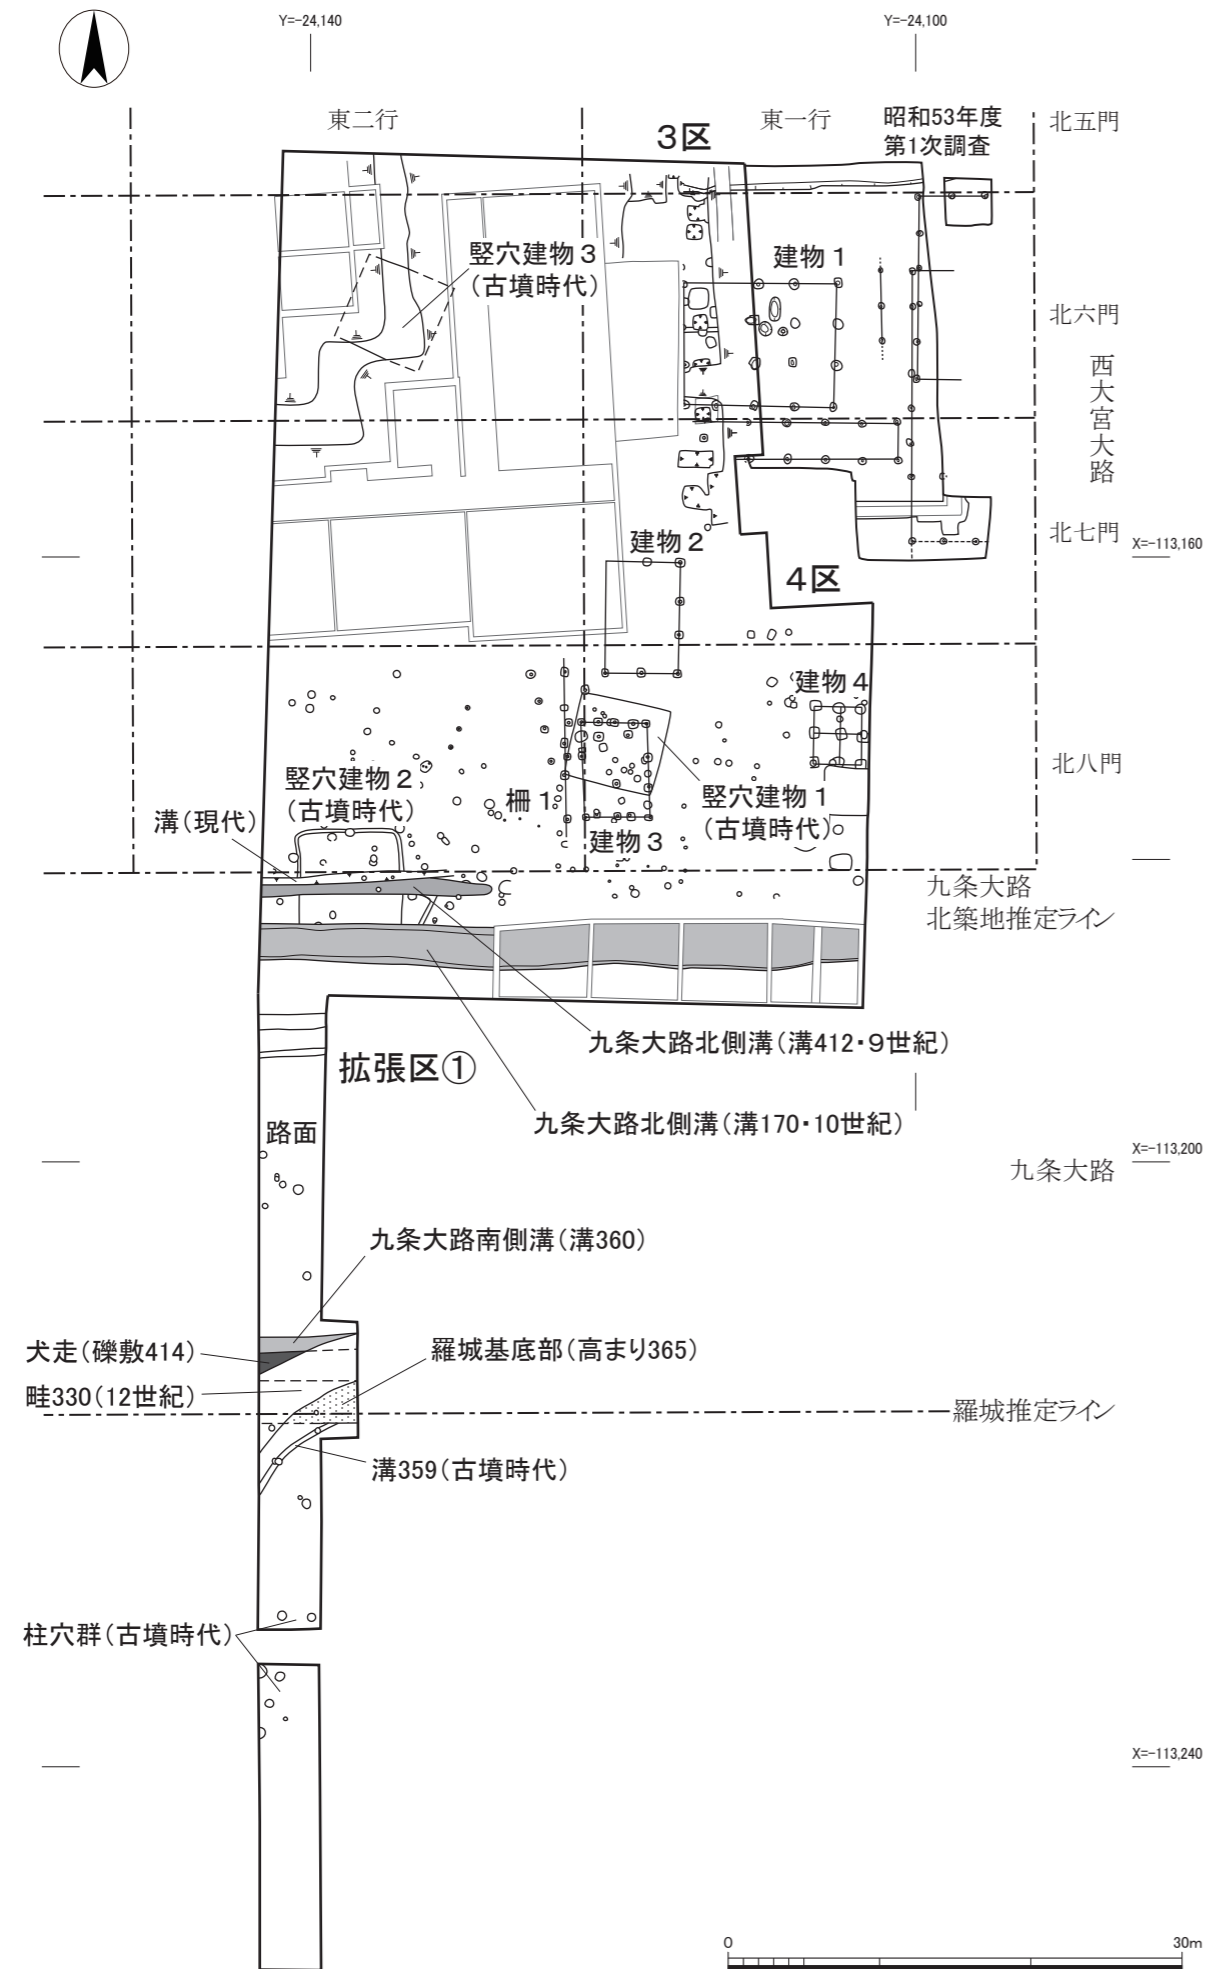 Y=-24,140
Y=-24,100
東二行
東一行
昭和53年度
第1次調査
北五門
3区
建物1
竪穴建物3
(古墳時代)
北六門
西大宮大路
北七門
X=-113,160
建物2
4区
建物4
北八門
竪穴建物2
(古墳時代)
柵1
竪穴建物1
(古墳時代)
溝(現代)
建物3
九条大路
北築地推定ライン
九条大路北側溝(溝412・9世紀)
拡張区①
九条大路北側溝(溝170・10世紀)
路面
X=-113,200
九条大路
九条大路南側溝(溝360)
犬走(礫敷414)
羅城基底部(高まり365)
畦330(12世紀)
羅城推定ライン
溝359(古墳時代)
柱穴群(古墳時代)
X=-113,240
0
30m